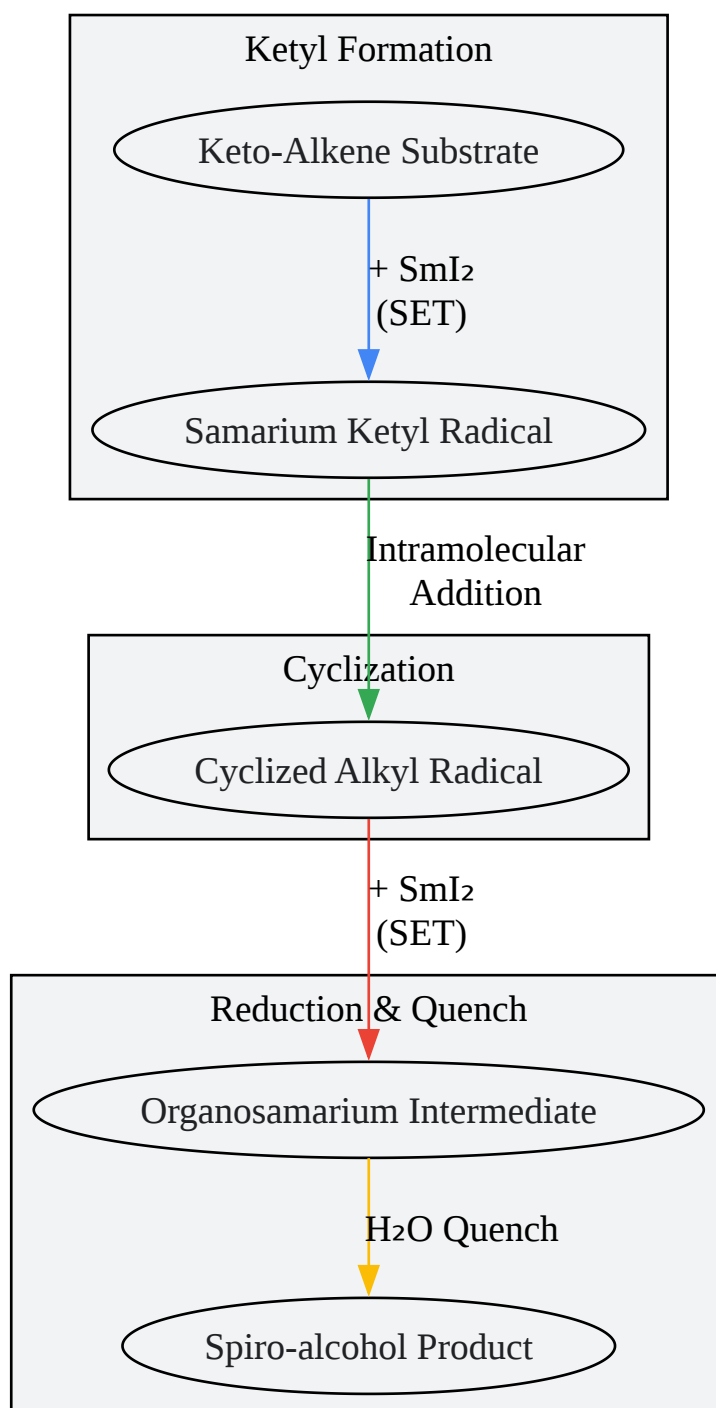 Ketyl Formation
Keto-Alkene Substrate
+ SmI₂
(SET)
Samarium Ketyl Radical
Intramolecular
Addition
Cyclization
Cyclized Alkyl Radical
+ SmI₂
(SET)
Reduction & Quench
Organosamarium Intermediate
H₂O Quench
Spiro-alcohol Product